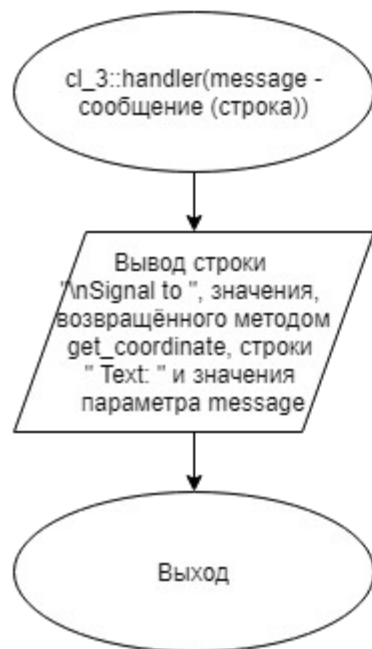 cl_3::handler(message -
сообщение (строка))
Вывод строки
"\nSignal to ", значения,
возвращённого методом
get_coordinate, строки
" Text: " и значения
параметра message
Выход